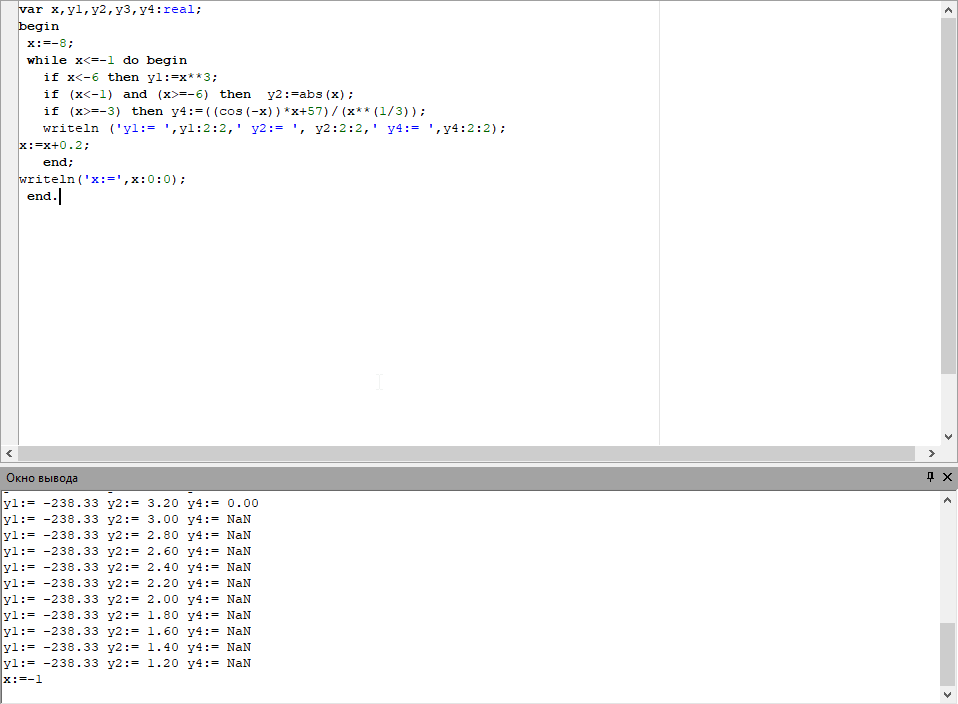 var x,y1,y2,y3,y4:real;
begin
x:=-8;
while x<=-1 do begin
if x<-6 then y1:=x**3;
if (x<-1) and (x>=-6) then  y2:=abs(x);
if (x>=-3) then y4:=((cos(-x))*x+57)/(x**(1/3));
writeln ('y1:= ',y1:2:2,' y2:= ', y2:2:2,' y4:= ',y4:2:2);
x:=x+0.2;
end;
writeln('x:=',x:0:0);
end.
Окно вывода
y1:= -238.33 y2:= 3.20 y4:= 0.00
y1:= -238.33 y2:= 3.00 y4:= NaN
y1:= -238.33 y2:= 2.80 y4:= NaN
y1:= -238.33 y2:= 2.60 y4:= NaN
y1:= -238.33 y2:= 2.40 y4:= NaN
y1:= -238.33 y2:= 2.20 y4:= NaN
y1:= -238.33 y2:= 2.00 y4:= NaN
y1:= -238.33 y2:= 1.80 y4:= NaN
y1:= -238.33 y2:= 1.60 y4:= NaN
y1:= -238.33 y2:= 1.40 y4:= NaN
y1:= -238.33 y2:= 1.20 y4:= NaN
x:=-1